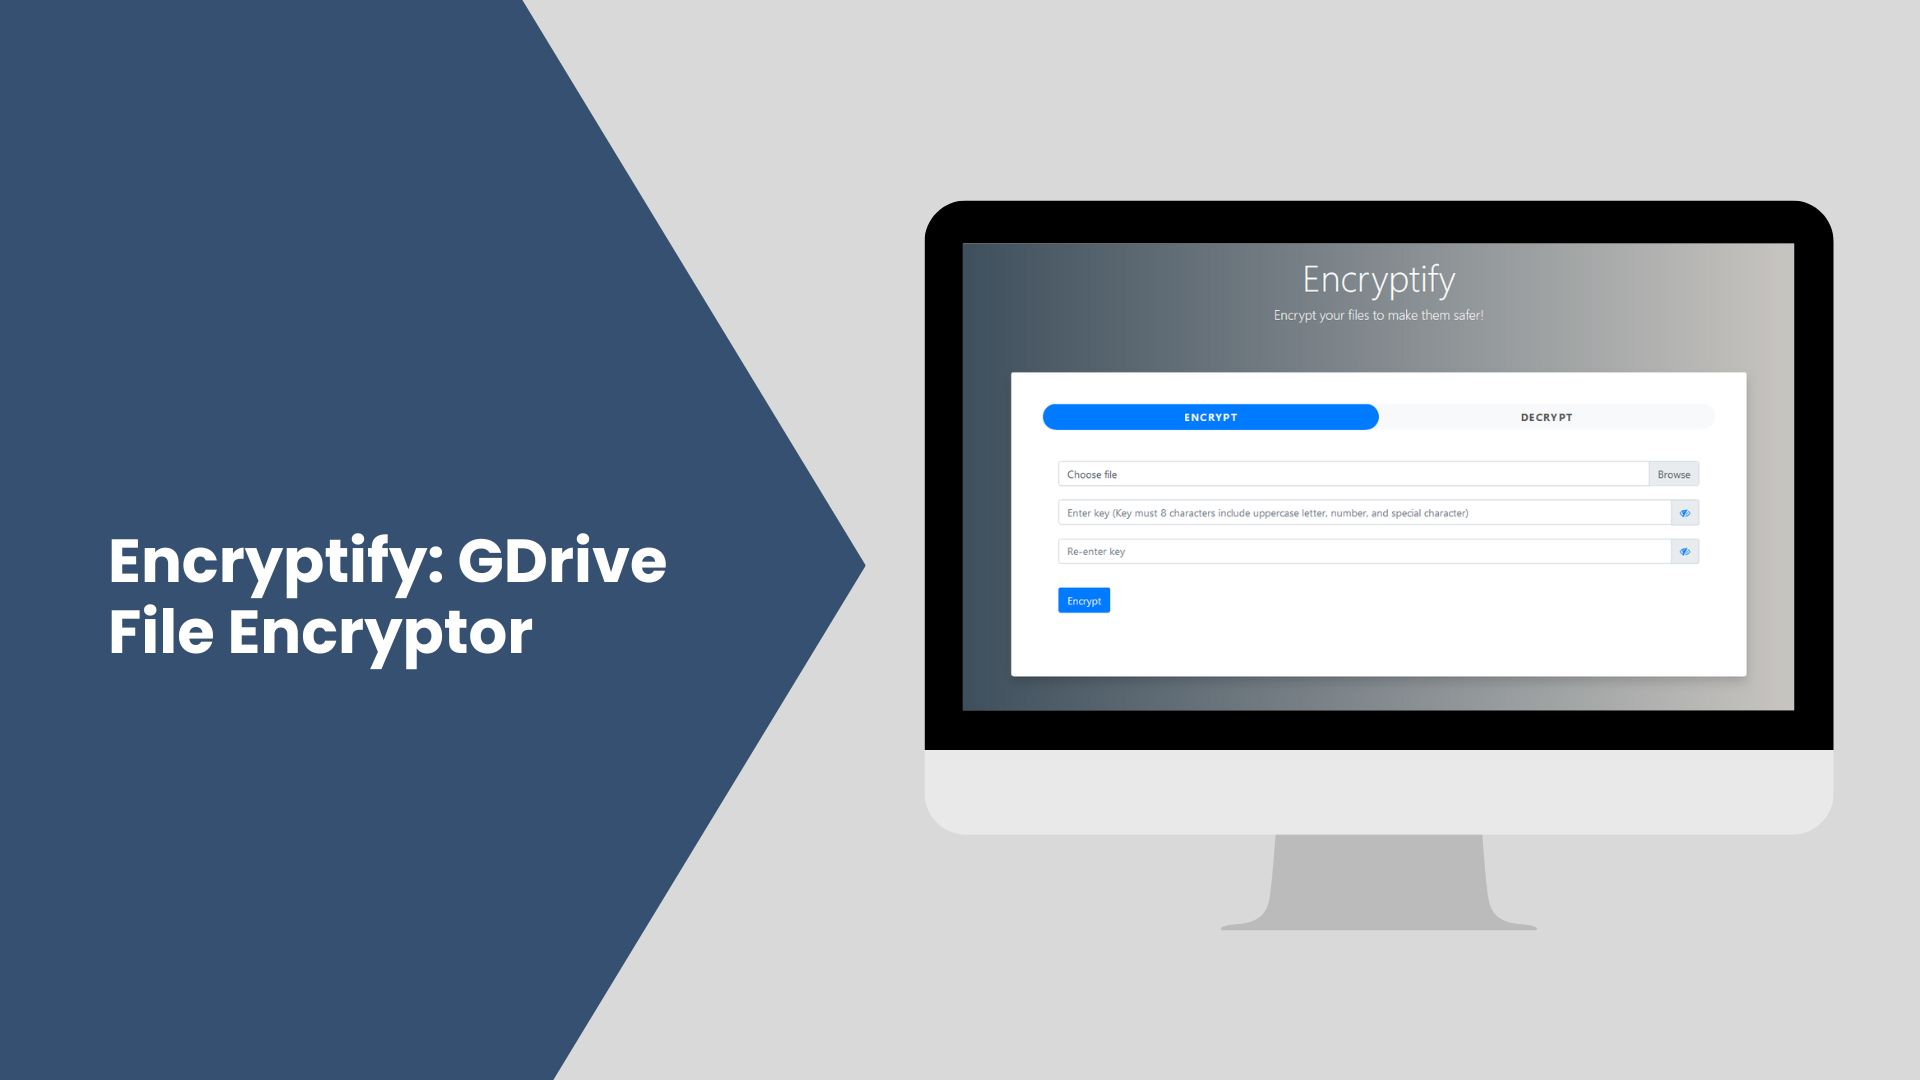 Encryptify: GDrive
File Encryptor
Encryptify
Encrypt your files to make them safer!
ENCRYPT
DECRYPT
Choose file
Browse
Enter key (Key must 8 characters include uppercase letter, number, and special character)
Re-enter key
Encrypt